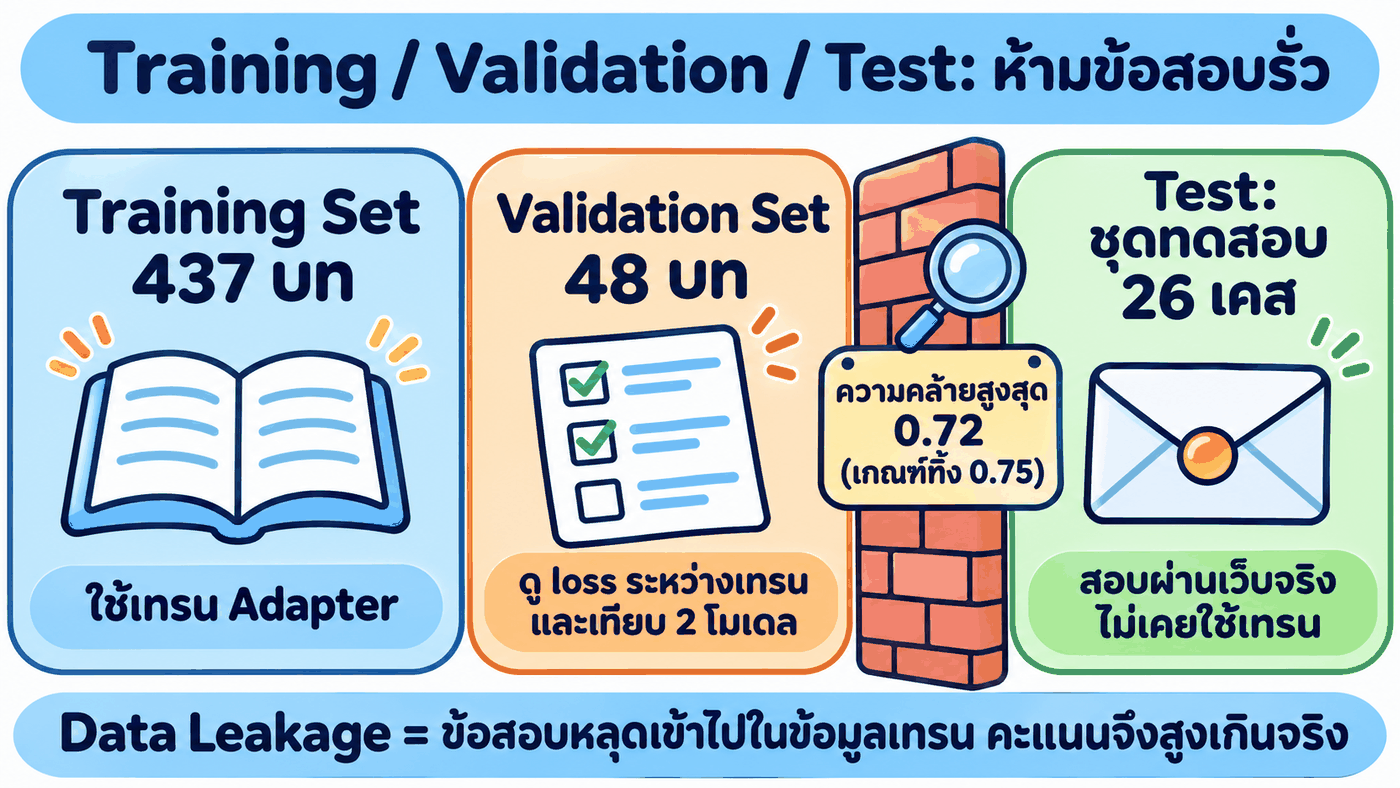 Training / Validation / Test: ห้ามข้อสอบรั่ว
Training Set
437 บท
ใช้เทรน Adapter
Validation Set
48 บท
ดู loss ระหว่างเทรน
และเทียบ 2 โมเดล
ความคล้ายสูงสุด
0.72
(เกณฑ์ทิ้ง 0.75)
Test:
ชุดทดสอบ
26 เคส
สอบผ่านเว็บจริง
ไม่เคยใช้เทรน
Data Leakage = ข้อสอบหลุดเข้าไปในข้อมูลเทรน คะแนนจึงสูงเกินจริง